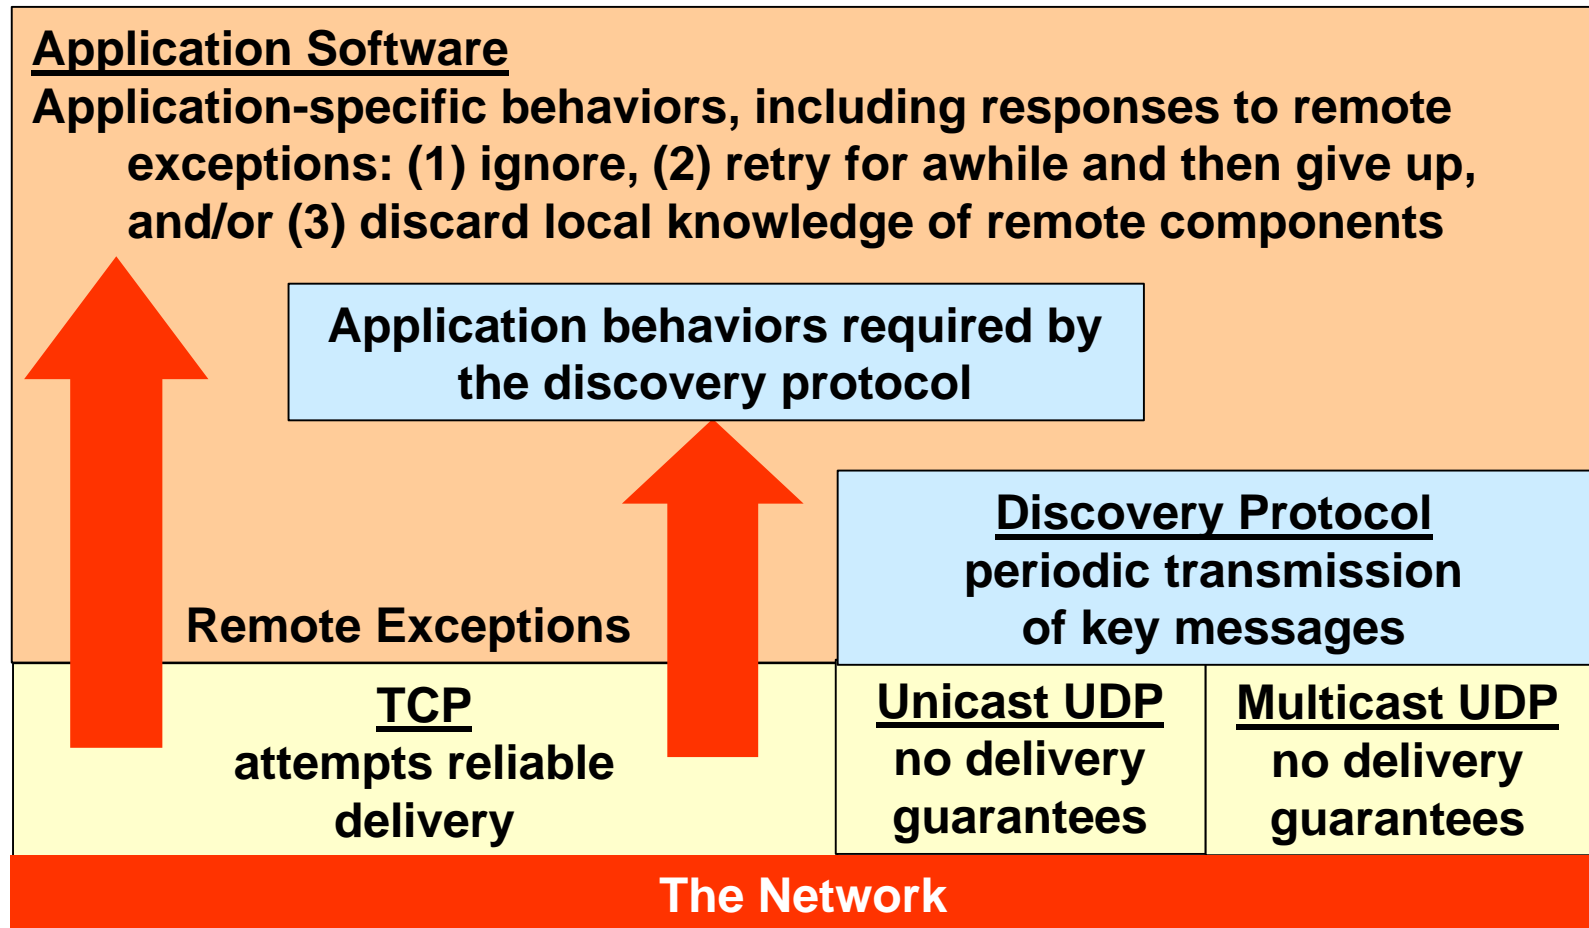 Application Software
Application-specific behaviors, including responses to remote
exceptions: (1) ignore, (2) retry for awhile and then give up,
and/or (3) discard local knowledge of remote components
Application behaviors required by
the discovery protocol
Discovery Protocol
periodic transmission
of key messages
Remote Exceptions
TCP
attempts reliable
delivery
Unicast UDP
no delivery
guarantees
Multicast UDP
no delivery
guarantees
The Network